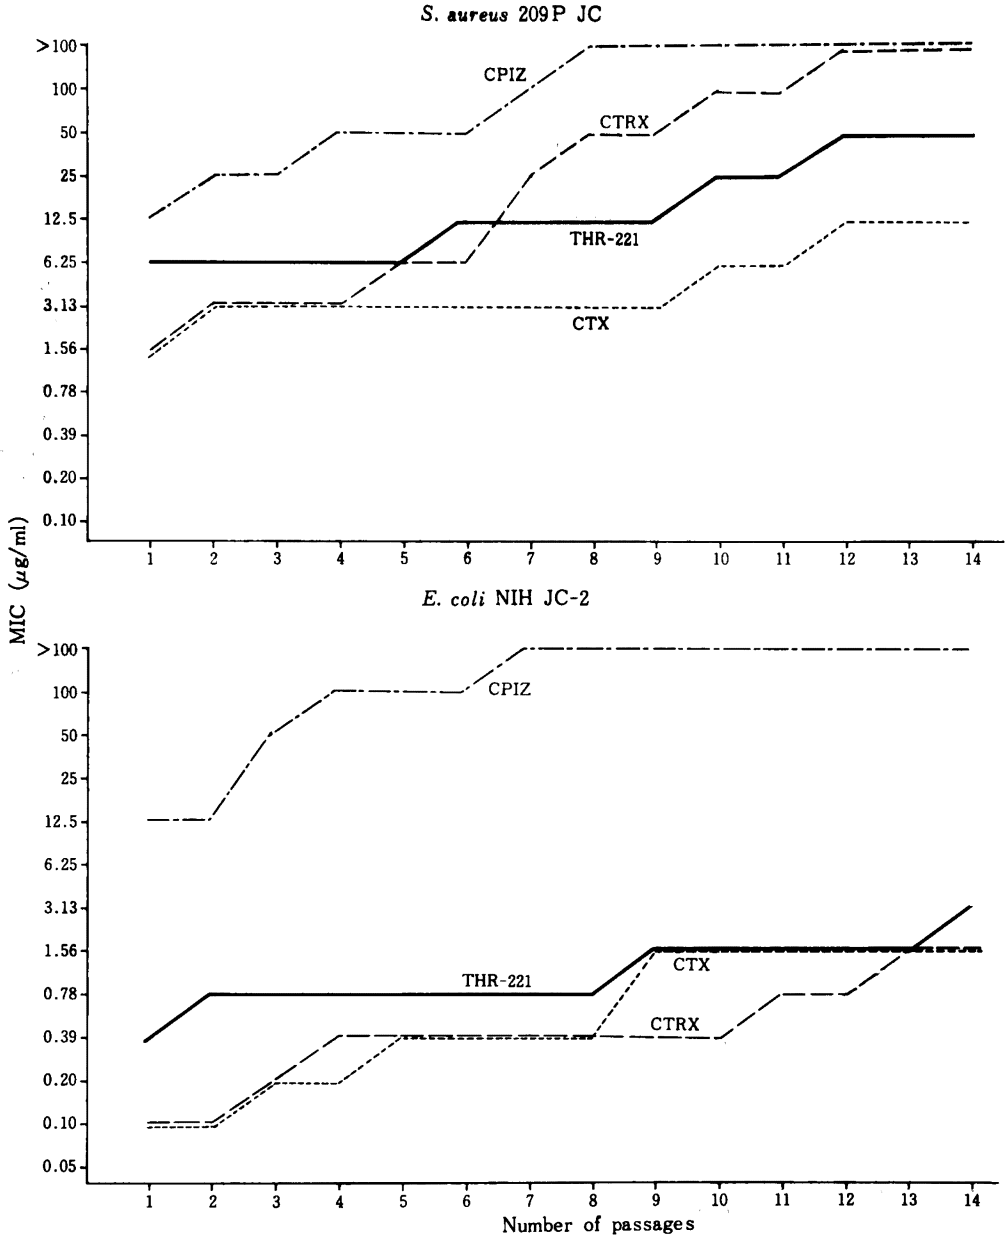 S. aureus 209P JC
>100
CPIZ
100
CTRX
50
25
12.5
THR-221
6.25
3.13
CTX
1.56
0.78
0.39
0.20
0.10
1 2 3 4 5 6 7 8 9 10 11 12 13 14
MIC (μg/ml)
E. coli NIH JC-2
>100
CPIZ
100
50
25
12.5
6.25
3.13
1.56
CTX
THR-221
0.78
CTRX
0.39
0.20
0.10
0.05
1 2 3 4 5 6 7 8 9 10 11 12 13 14
Number of passages